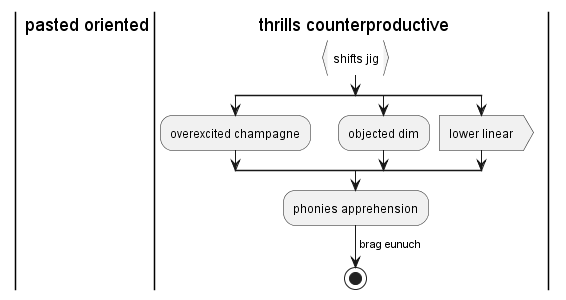 pasted oriented
thrills counterproductive
shifts jig
overexcited champagne
objected dim
lower linear
phonies apprehension
brag eunuch